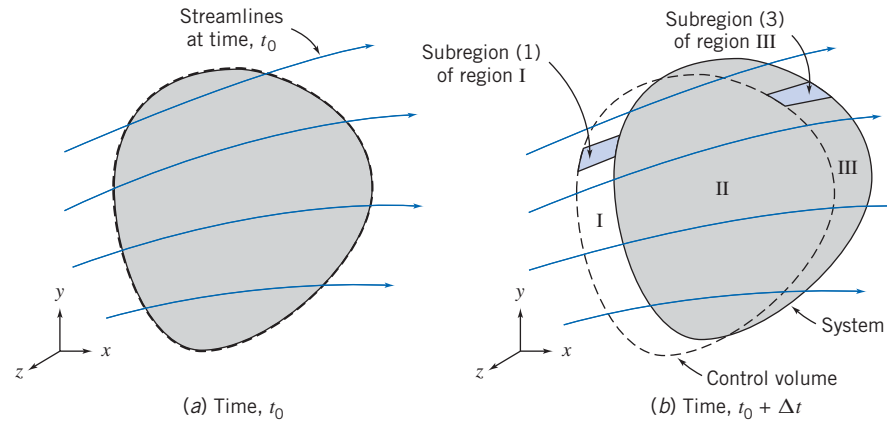 Streamlines
at time, t0
y
x
z
(a) Time, t0
Subregion (1)
of region I
Subregion (3)
of region III
I
II
III
y
x
z
System
Control volume
(b) Time, t0 + Δt